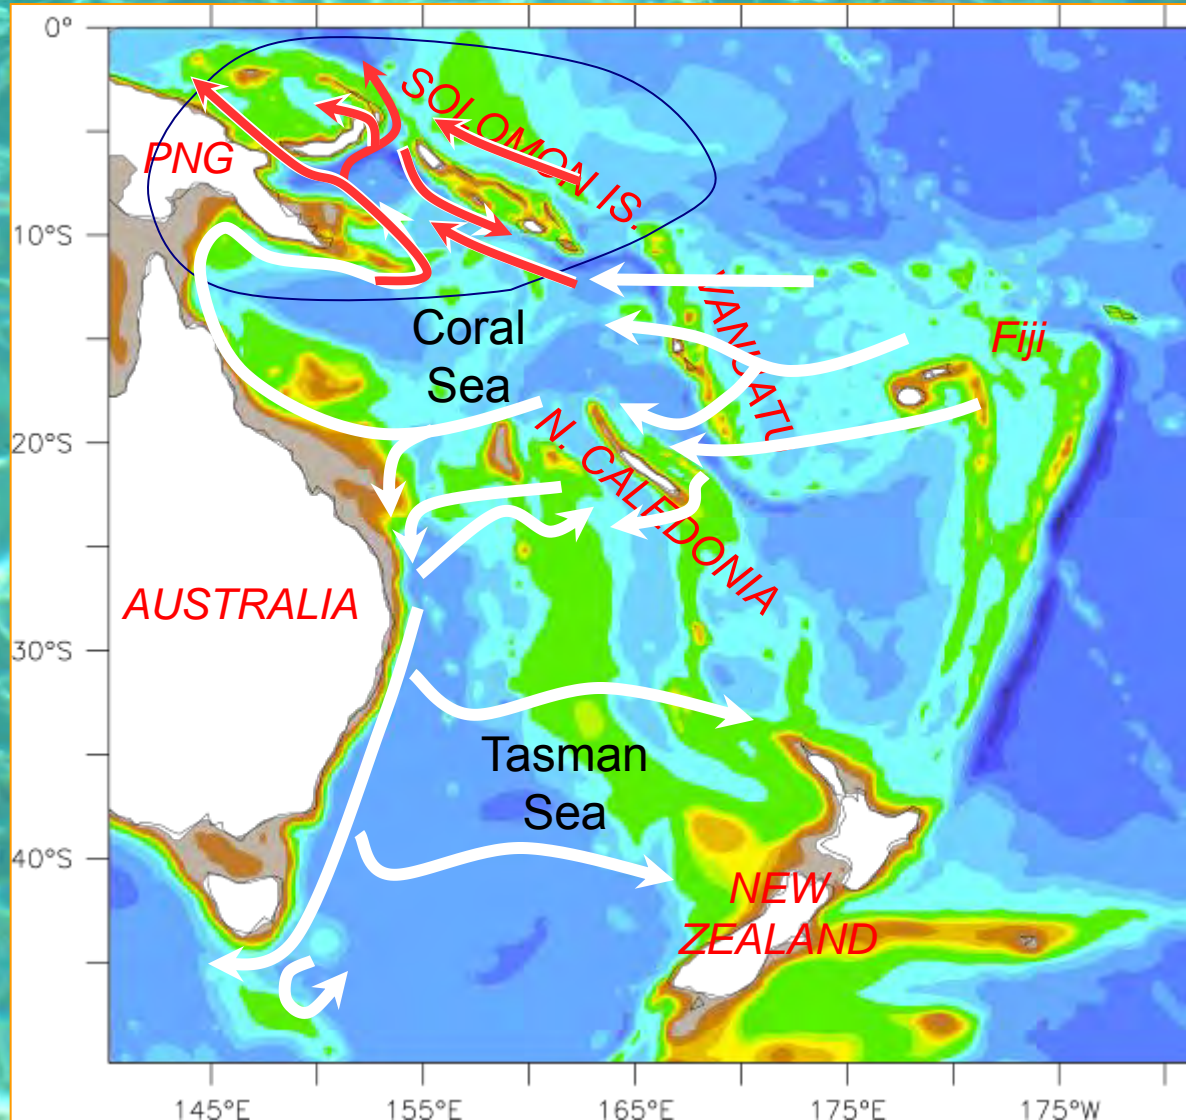 0°
10°S
20°S
30°S
40°S
145°E
155°E
165°E
175°E
175°W
PNG
SOLOMON IS.
VANUATU
Fiji
Coral
Sea
N. CALEDONIA
AUSTRALIA
Tasman
Sea
NEW
ZEALAND